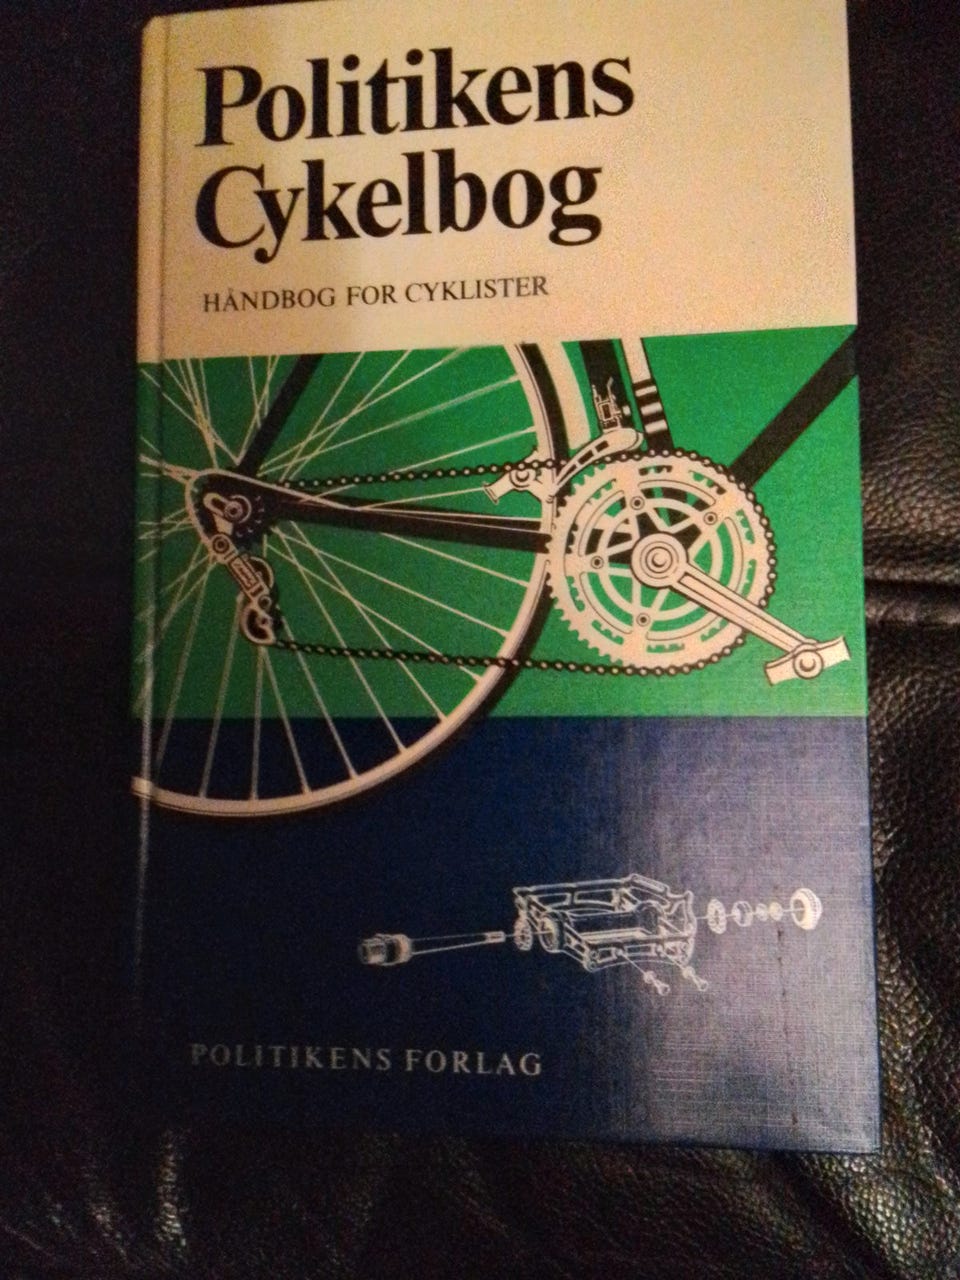 Politikens
Cykelbog
HÅNDBOG FOR CYKLISTER
POLITIKENS FORLAG